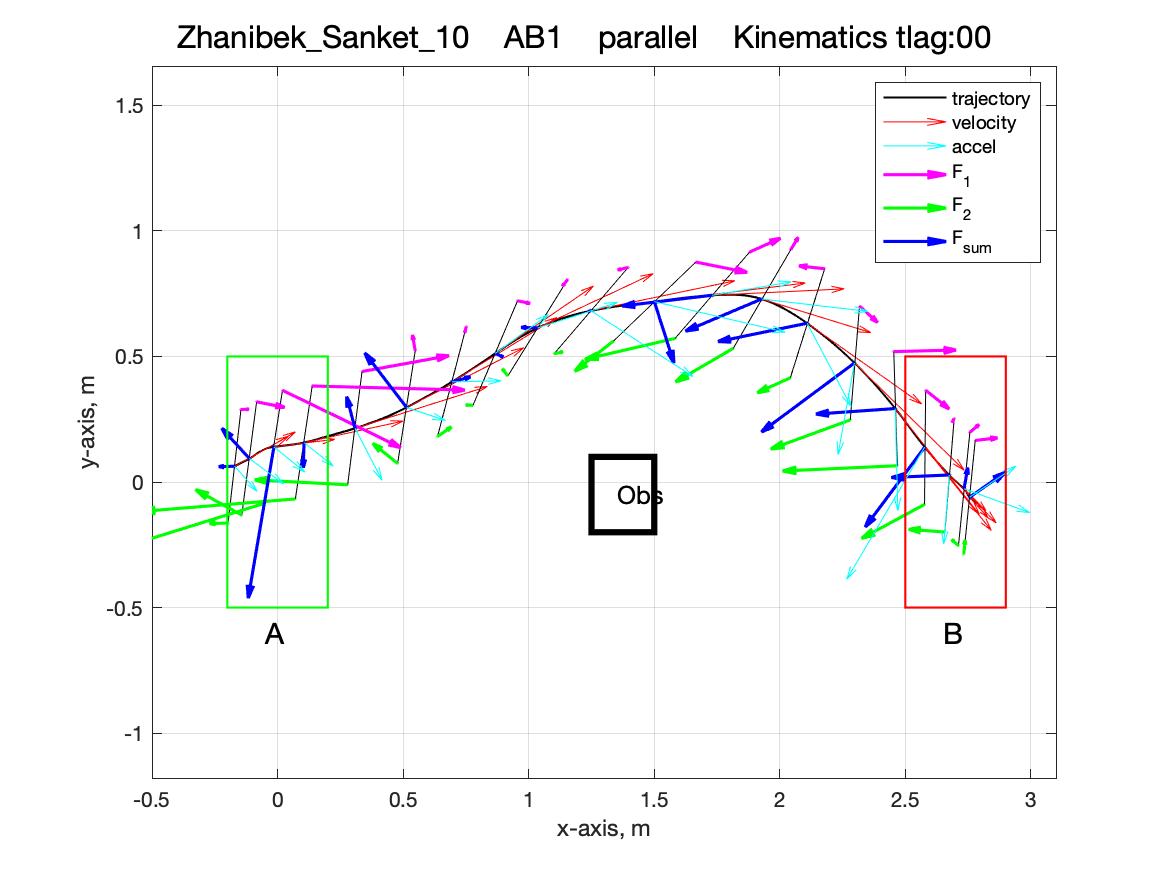 Zhanibek_Sanket_10 AB1 parallel Kinematics tlag:00
trajectory
velocity
accel
F1
F2
Fsum
1.5
1
0.5
0
-0.5
-1
y-axis, m
Obs
A
B
-0.5 0 0.5 1 1.5 2 2.5 3
x-axis, m